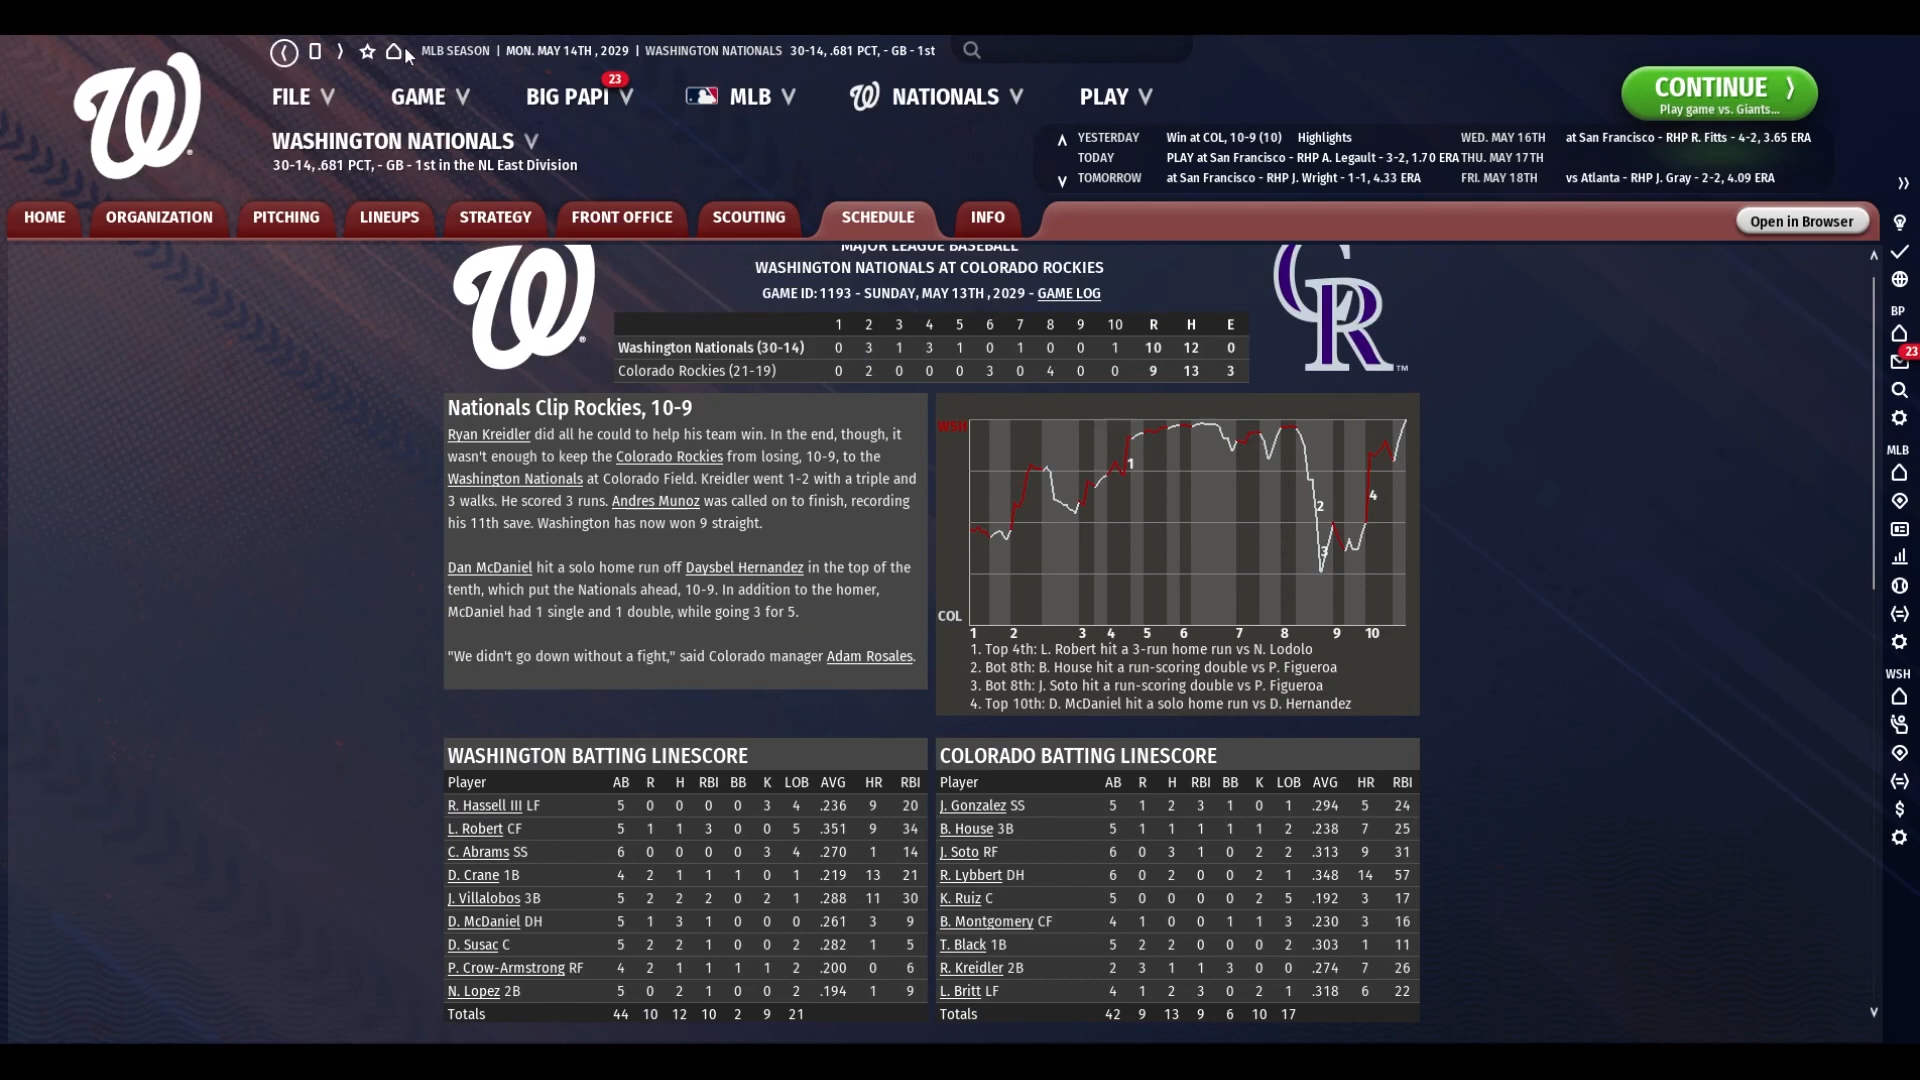 MLB SEASON | MON. MAY 14TH , 2029 | WASHINGTON NATIONALS 30-14, .681 PCT, - GB - 1st
FILE GAME BIG PAPI 23 MLB NATIONALS PLAY
CONTINUE
Play game vs. Giants...
WASHINGTON NATIONALS
30-14, .681 PCT, - GB - 1st in the NL East Division
YESTERDAY Win at COL, 10-9 (10) Highlights WED. MAY 16TH at San Francisco - RHP R. Fitts - 4-2, 3.65 ERA
TODAY PLAY at San Francisco - RHP A. Legault - 3-2, 1.70 ERA THU. MAY 17TH
TOMORROW at San Francisco - RHP J. Wright - 1-1, 4.33 ERA FRI. MAY 18TH vs Atlanta - RHP J. Gray - 2-2, 4.09 ERA
HOME ORGANIZATION PITCHING LINEUPS STRATEGY FRONT OFFICE SCOUTING SCHEDULE INFO Open in Browser
MAJOR LEAGUE BASEBALL
WASHINGTON NATIONALS AT COLORADO ROCKIES
GAME ID: 1193 - SUNDAY, MAY 13TH , 2029 - GAME LOG
1 2 3 4 5 6 7 8 9 10 R H E
Washington Nationals (30-14) 0 3 1 3 1 0 1 0 0 1 10 12 0
Colorado Rockies (21-19) 0 2 0 0 0 3 0 4 0 0 9 13 3
Nationals Clip Rockies, 10-9
Ryan Kreidler did all he could to help his team win. In the end, though, it
wasn't enough to keep the Colorado Rockies from losing, 10-9, to the
Washington Nationals at Colorado Field. Kreidler went 1-2 with a triple and
3 walks. He scored 3 runs. Andres Munoz was called on to finish, recording
his 11th save. Washington has now won 9 straight.
Dan McDaniel hit a solo home run off Daysbel Hernandez in the top of the
tenth, which put the Nationals ahead, 10-9. In addition to the homer,
McDaniel had 1 single and 1 double, while going 3 for 5.
"We didn't go down without a fight," said Colorado manager Adam Rosales.
WSH
1
2
4
3
COL
1 2 3 4 5 6 7 8 9 10
1. Top 4th: L. Robert hit a 3-run home run vs N. Lodolo
2. Bot 8th: B. House hit a run-scoring double vs P. Figueroa
3. Bot 8th: J. Soto hit a run-scoring double vs P. Figueroa
4. Top 10th: D. McDaniel hit a solo home run vs D. Hernandez
WASHINGTON BATTING LINESCORE
Player AB R H RBI BB K LOB AVG HR RBI
R. Hassell III LF 5 0 0 0 0 3 4 .236 9 20
L. Robert CF 5 1 1 3 0 0 5 .351 9 34
C. Abrams SS 6 0 0 0 0 3 4 .270 1 14
D. Crane 1B 4 2 1 1 1 0 1 .219 13 21
J. Villalobos 3B 5 2 2 2 0 2 1 .288 11 30
D. McDaniel DH 5 1 3 1 0 0 0 .261 3 9
D. Susac C 5 2 2 1 0 0 2 .282 1 5
P. Crow-Armstrong RF 4 2 1 1 1 1 2 .200 0 6
N. Lopez 2B 5 0 2 1 0 0 2 .194 1 9
Totals 44 10 12 10 2 9 21
COLORADO BATTING LINESCORE
Player AB R H RBI BB K LOB AVG HR RBI
J. Gonzalez SS 5 1 2 3 1 0 1 .294 5 24
B. House 3B 5 1 1 1 1 1 2 .238 7 25
J. Soto RF 6 0 3 1 0 2 2 .313 9 31
R. Lybbert DH 6 0 2 0 0 2 1 .348 14 57
K. Ruiz C 5 0 0 0 0 2 5 .192 3 17
B. Montgomery CF 4 1 0 0 1 1 3 .230 3 16
T. Black 1B 5 2 2 0 0 0 2 .303 1 11
R. Kreidler 2B 2 3 1 1 3 0 0 .274 7 26
L. Britt LF 4 1 2 3 0 2 1 .318 6 22
Totals 42 9 13 9 6 10 17
BP
23
MLB
WSH